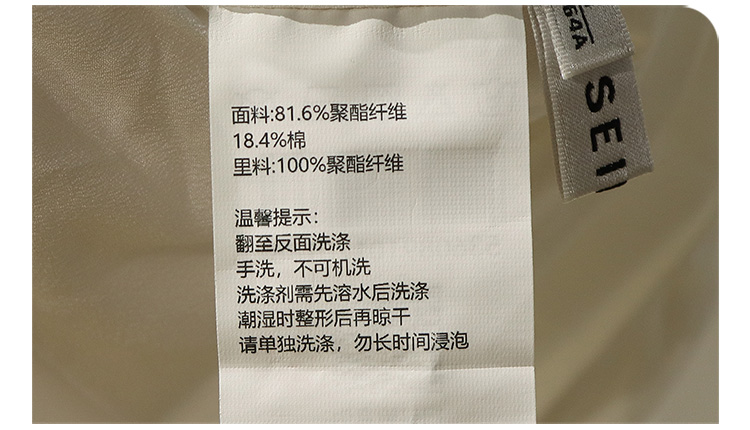 面料:81.6%聚酯纤维
18.4%棉
里料:100%聚酯纤维
温馨提示:
翻至反面洗涤
手洗，不可机洗
洗涤剂需先溶水后洗涤
潮湿时整形后再晾干
请单独洗涤，勿长时间浸泡
64A
SEI